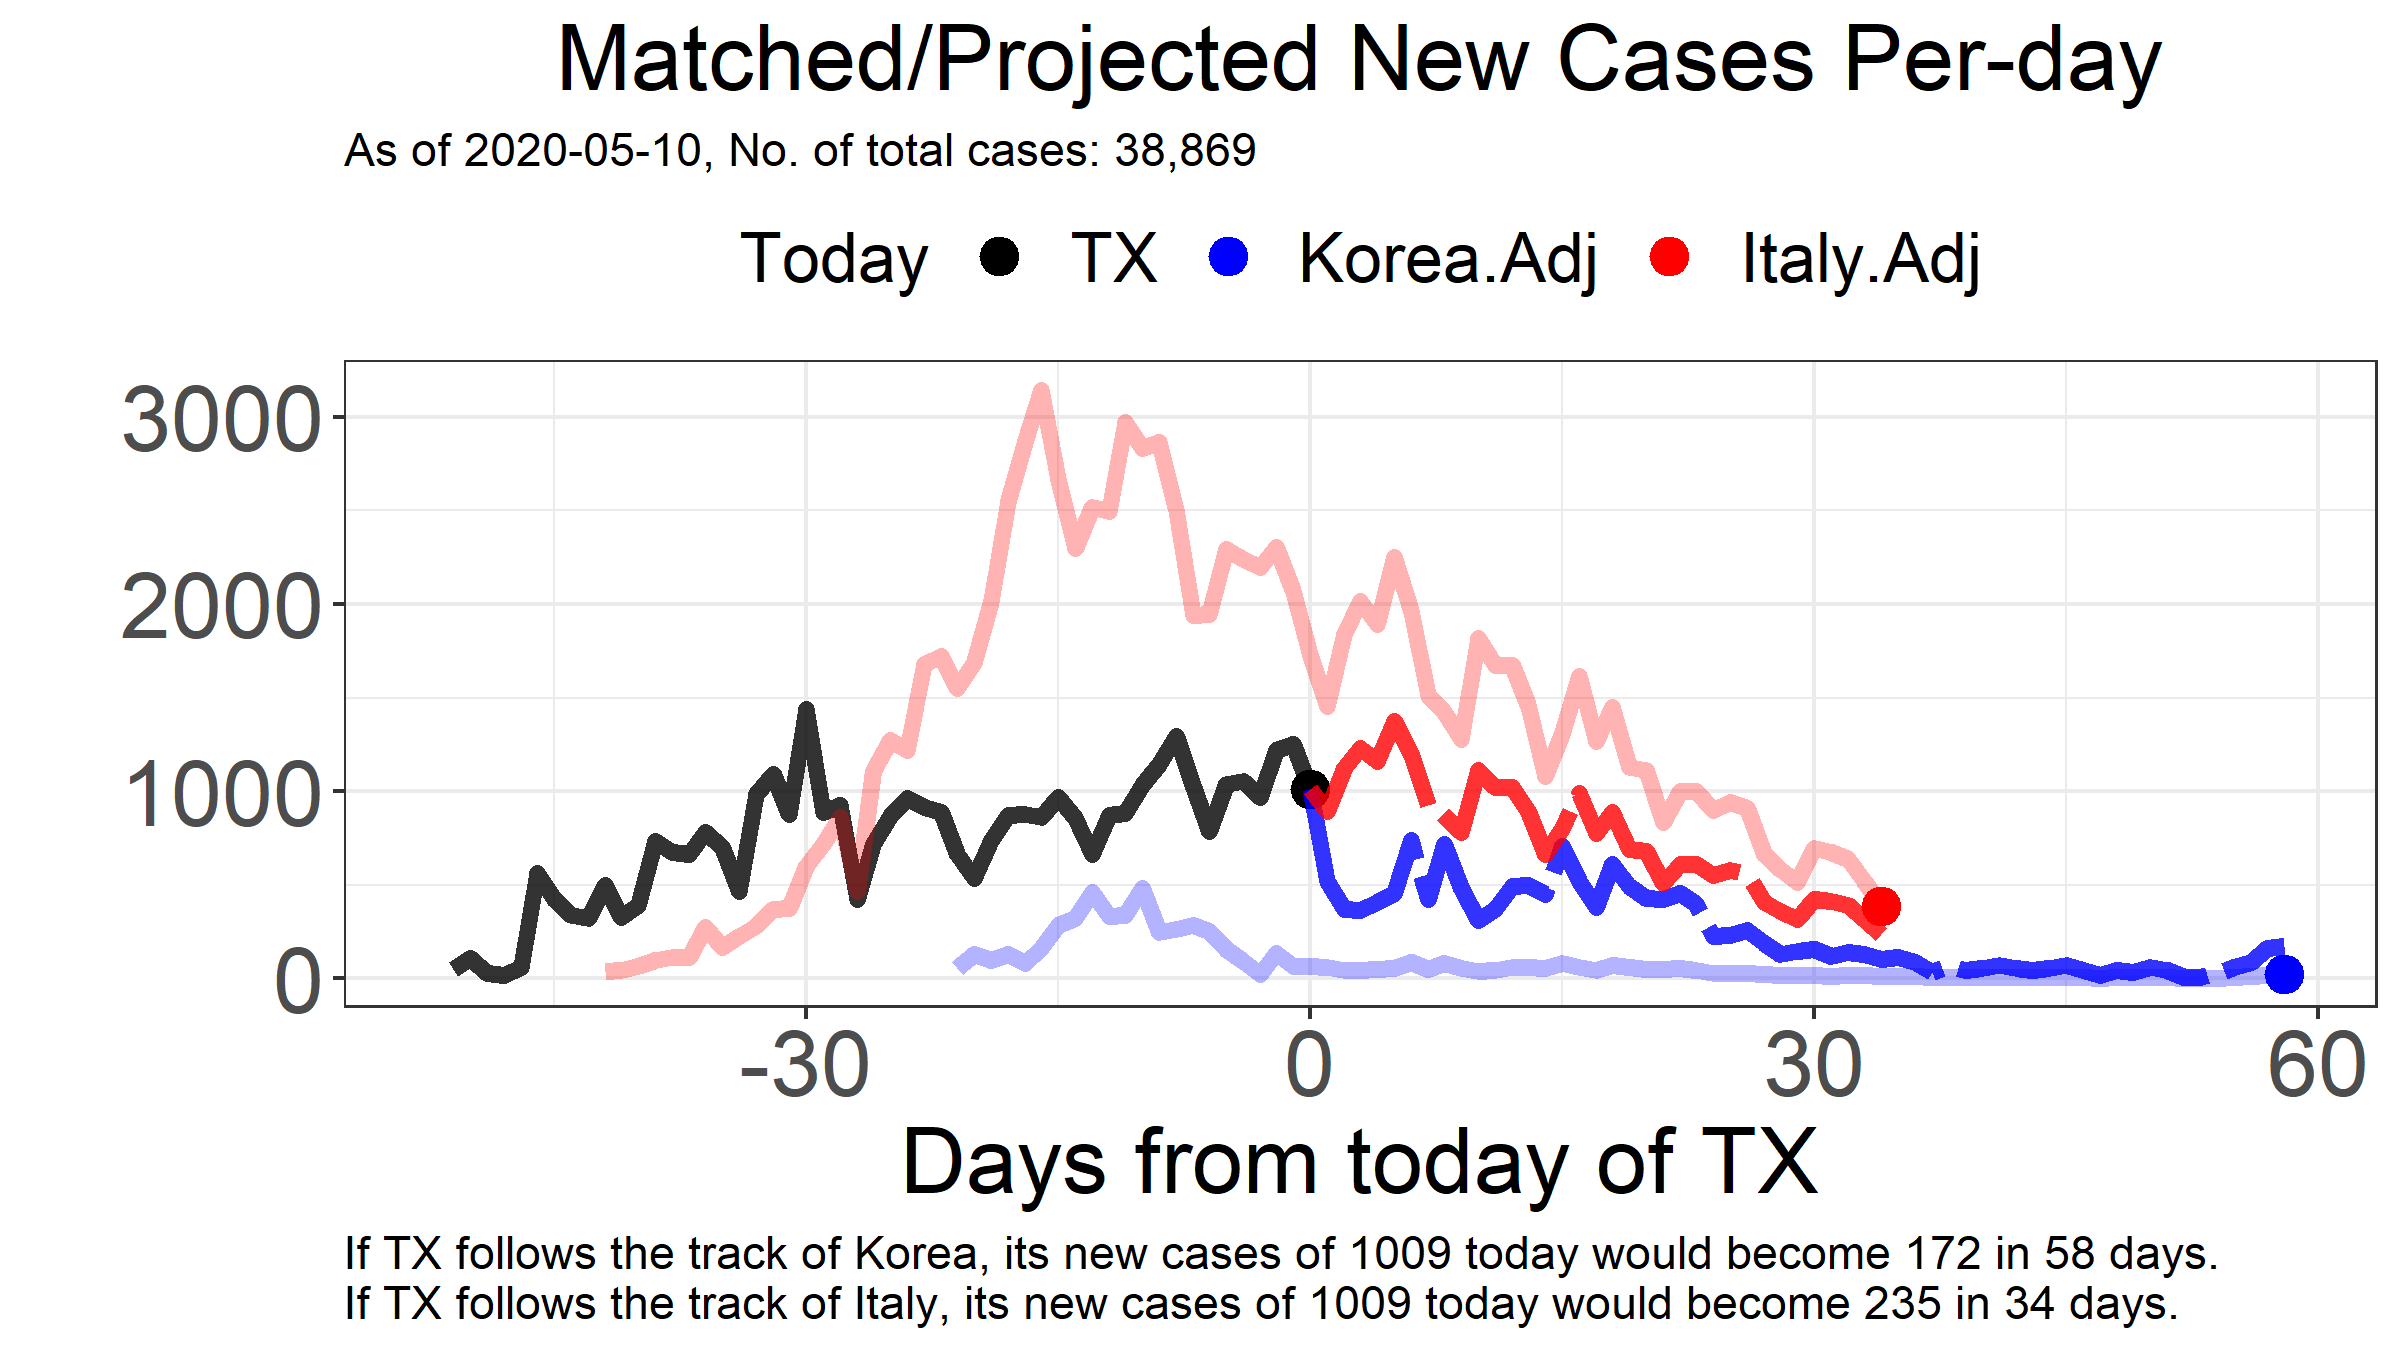 Matched/Projected New Cases Per-day
As of 2020-05-10, No. of total cases: 38,869
Today TX Korea.Adj Italy.Adj
3000
2000
1000
0
-30 0 30 60
Days from today of TX
If TX follows the track of Korea, its new cases of 1009 today would become 172 in 58 days.
If TX follows the track of Italy, its new cases of 1009 today would become 235 in 34 days.